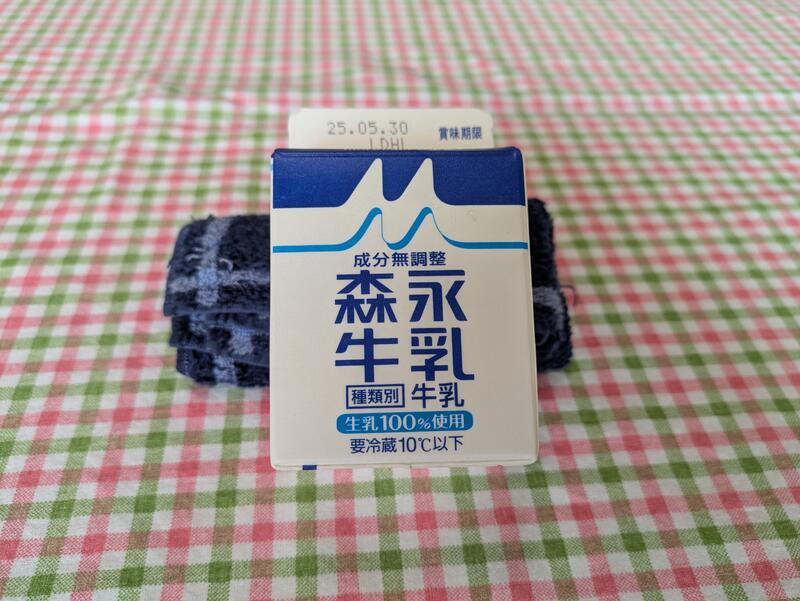 25.05.30 賞味期限
LDHL
成分無調整
森永
牛乳
種類別 牛乳
生乳100%使用
要冷蔵10℃以下